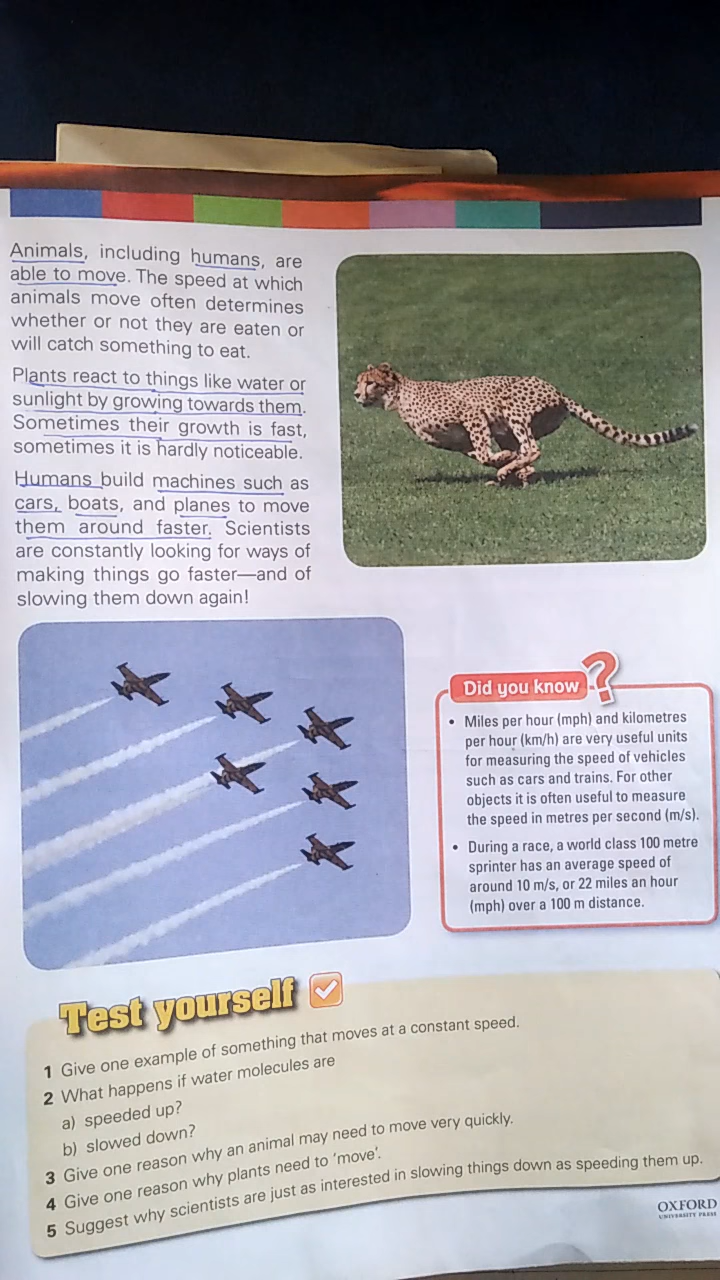 Animals, including humans, are
able to move. The speed at which
animals move often determines
whether or not they are eaten or
will catch something to eat.
Plants react to things like water or
sunlight by growing towards them.
Sometimes their growth is fast,
sometimes it is hardly noticeable.
Humans build machines such as
cars, boats, and planes to move
them around faster. Scientists
are constantly looking for ways of
making things go faster—and of
slowing them down again!
Did you know ?
• Miles per hour (mph) and kilometres
per hour (km/h) are very useful units
for measuring the speed of vehicles
such as cars and trains. For other
objects it is often useful to measure
the speed in metres per second (m/s).
• During a race, a world class 100 metre
sprinter has an average speed of
around 10 m/s, or 22 miles an hour
(mph) over a 100 m distance.
Test yourself
1 Give one example of something that moves at a constant speed.
2 What happens if water molecules are
a) speeded up?
b) slowed down?
3 Give one reason why an animal may need to move very quickly.
4 Give one reason why plants need to ‘move’.
5 Suggest why scientists are just as interested in slowing things down as speeding them up.
OXFORD
UNIVERSITY PRESS